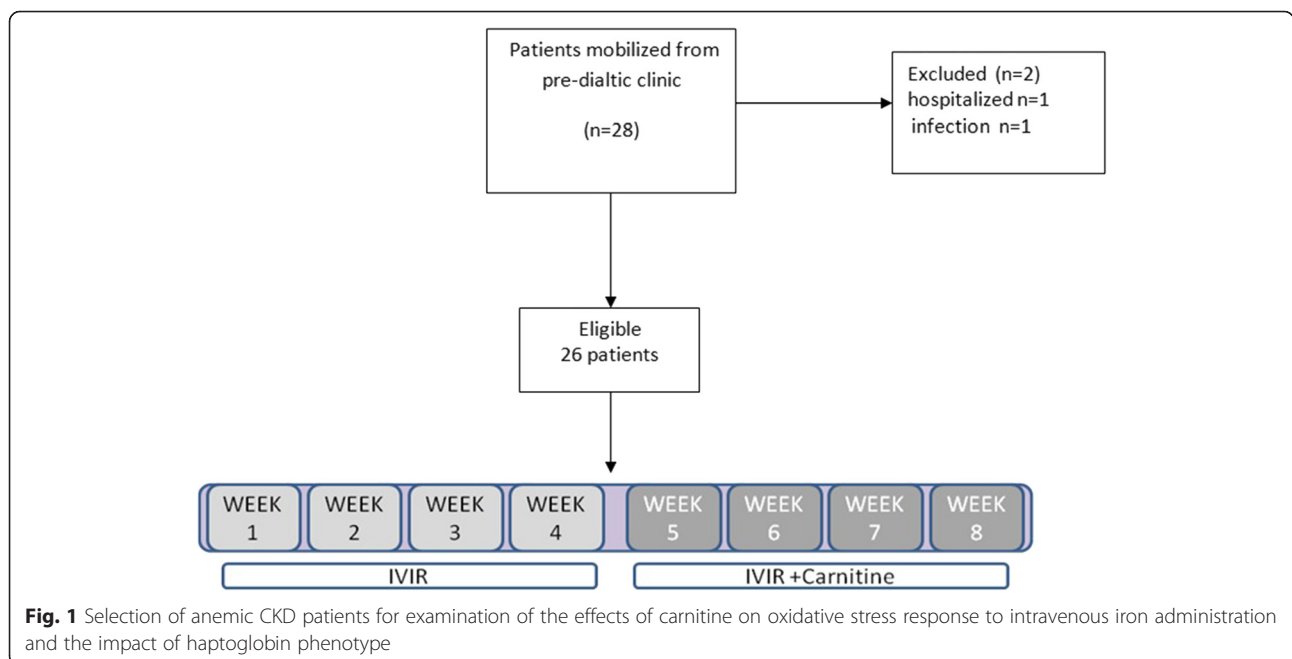 Patients mobilized from
pre-dialtic clinic
(n=28)
Excluded (n=2)
hospitalized n=1
infection n=1
Eligible
26 patients
WEEK 1
WEEK 2
WEEK 3
WEEK 4
WEEK 5
WEEK 6
WEEK 7
WEEK 8
IVIR
IVIR +Carnitine
Fig. 1 Selection of anemic CKD patients for examination of the effects of carnitine on oxidative stress response to intravenous iron administration
and the impact of haptoglobin phenotype